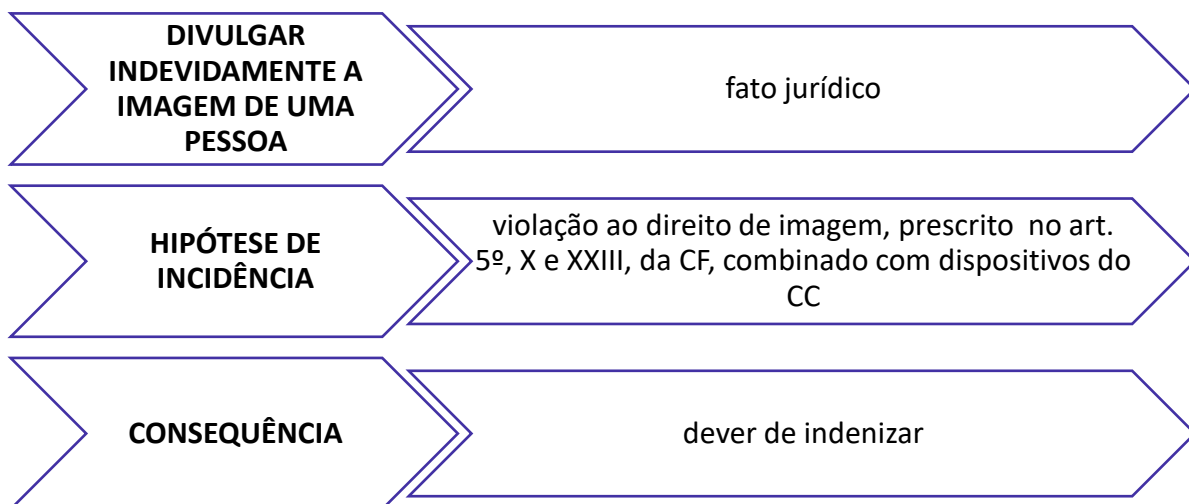 DIVULGAR
INDEVIDAMENTE A
IMAGEM DE UMA
PESSOA
fato jurídico
HIPÓTESE DE
INCIDÊNCIA
violação ao direito de imagem, prescrito no art.
5º, X e XXIII, da CF, combinado com dispositivos do
CC
CONSEQUÊNCIA
dever de indenizar